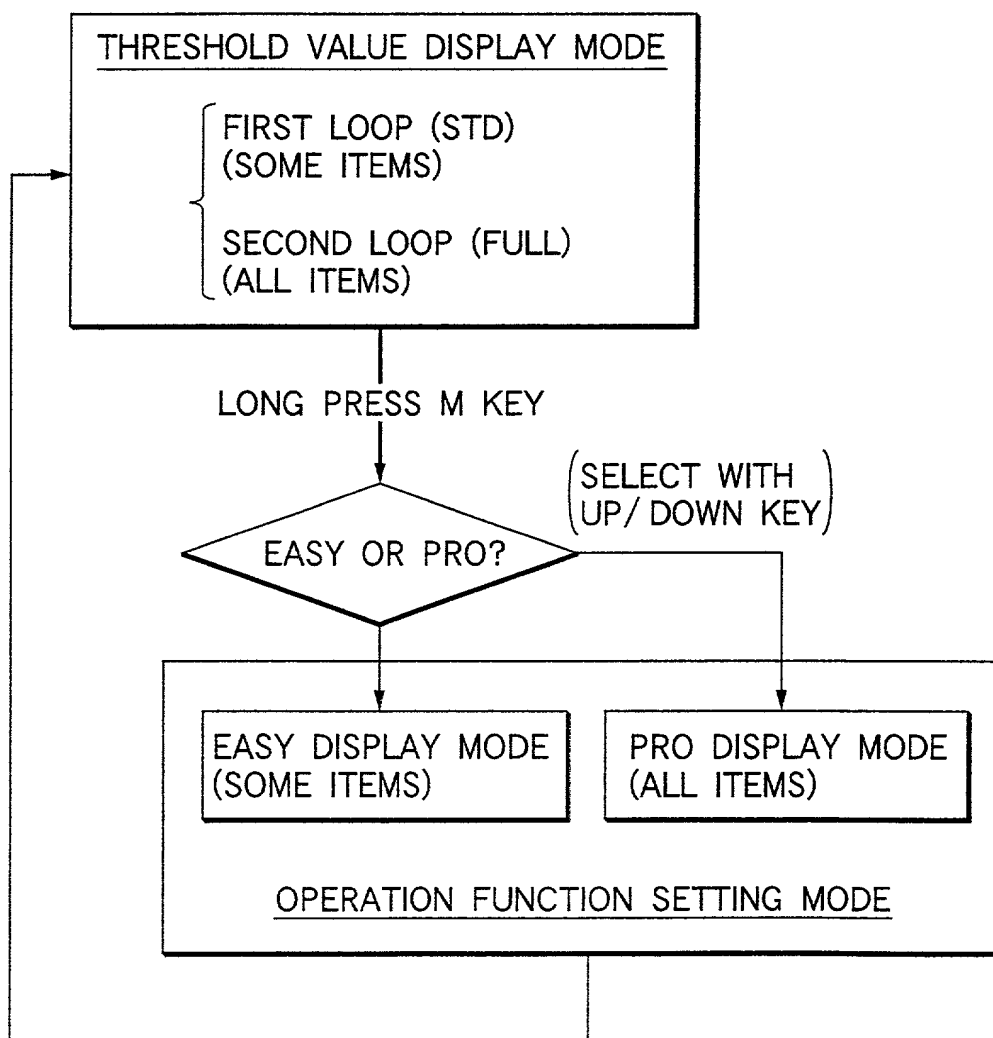 THRESHOLD VALUE DISPLAY MODE
FIRST LOOP (STD)
(SOME ITEMS)
SECOND LOOP (FULL)
(ALL ITEMS)
LONG PRESS M KEY
(SELECT WITH
UP/DOWN KEY)
EASY OR PRO?
EASY DISPLAY MODE
(SOME ITEMS)
PRO DISPLAY MODE
(ALL ITEMS)
OPERATION FUNCTION SETTING MODE